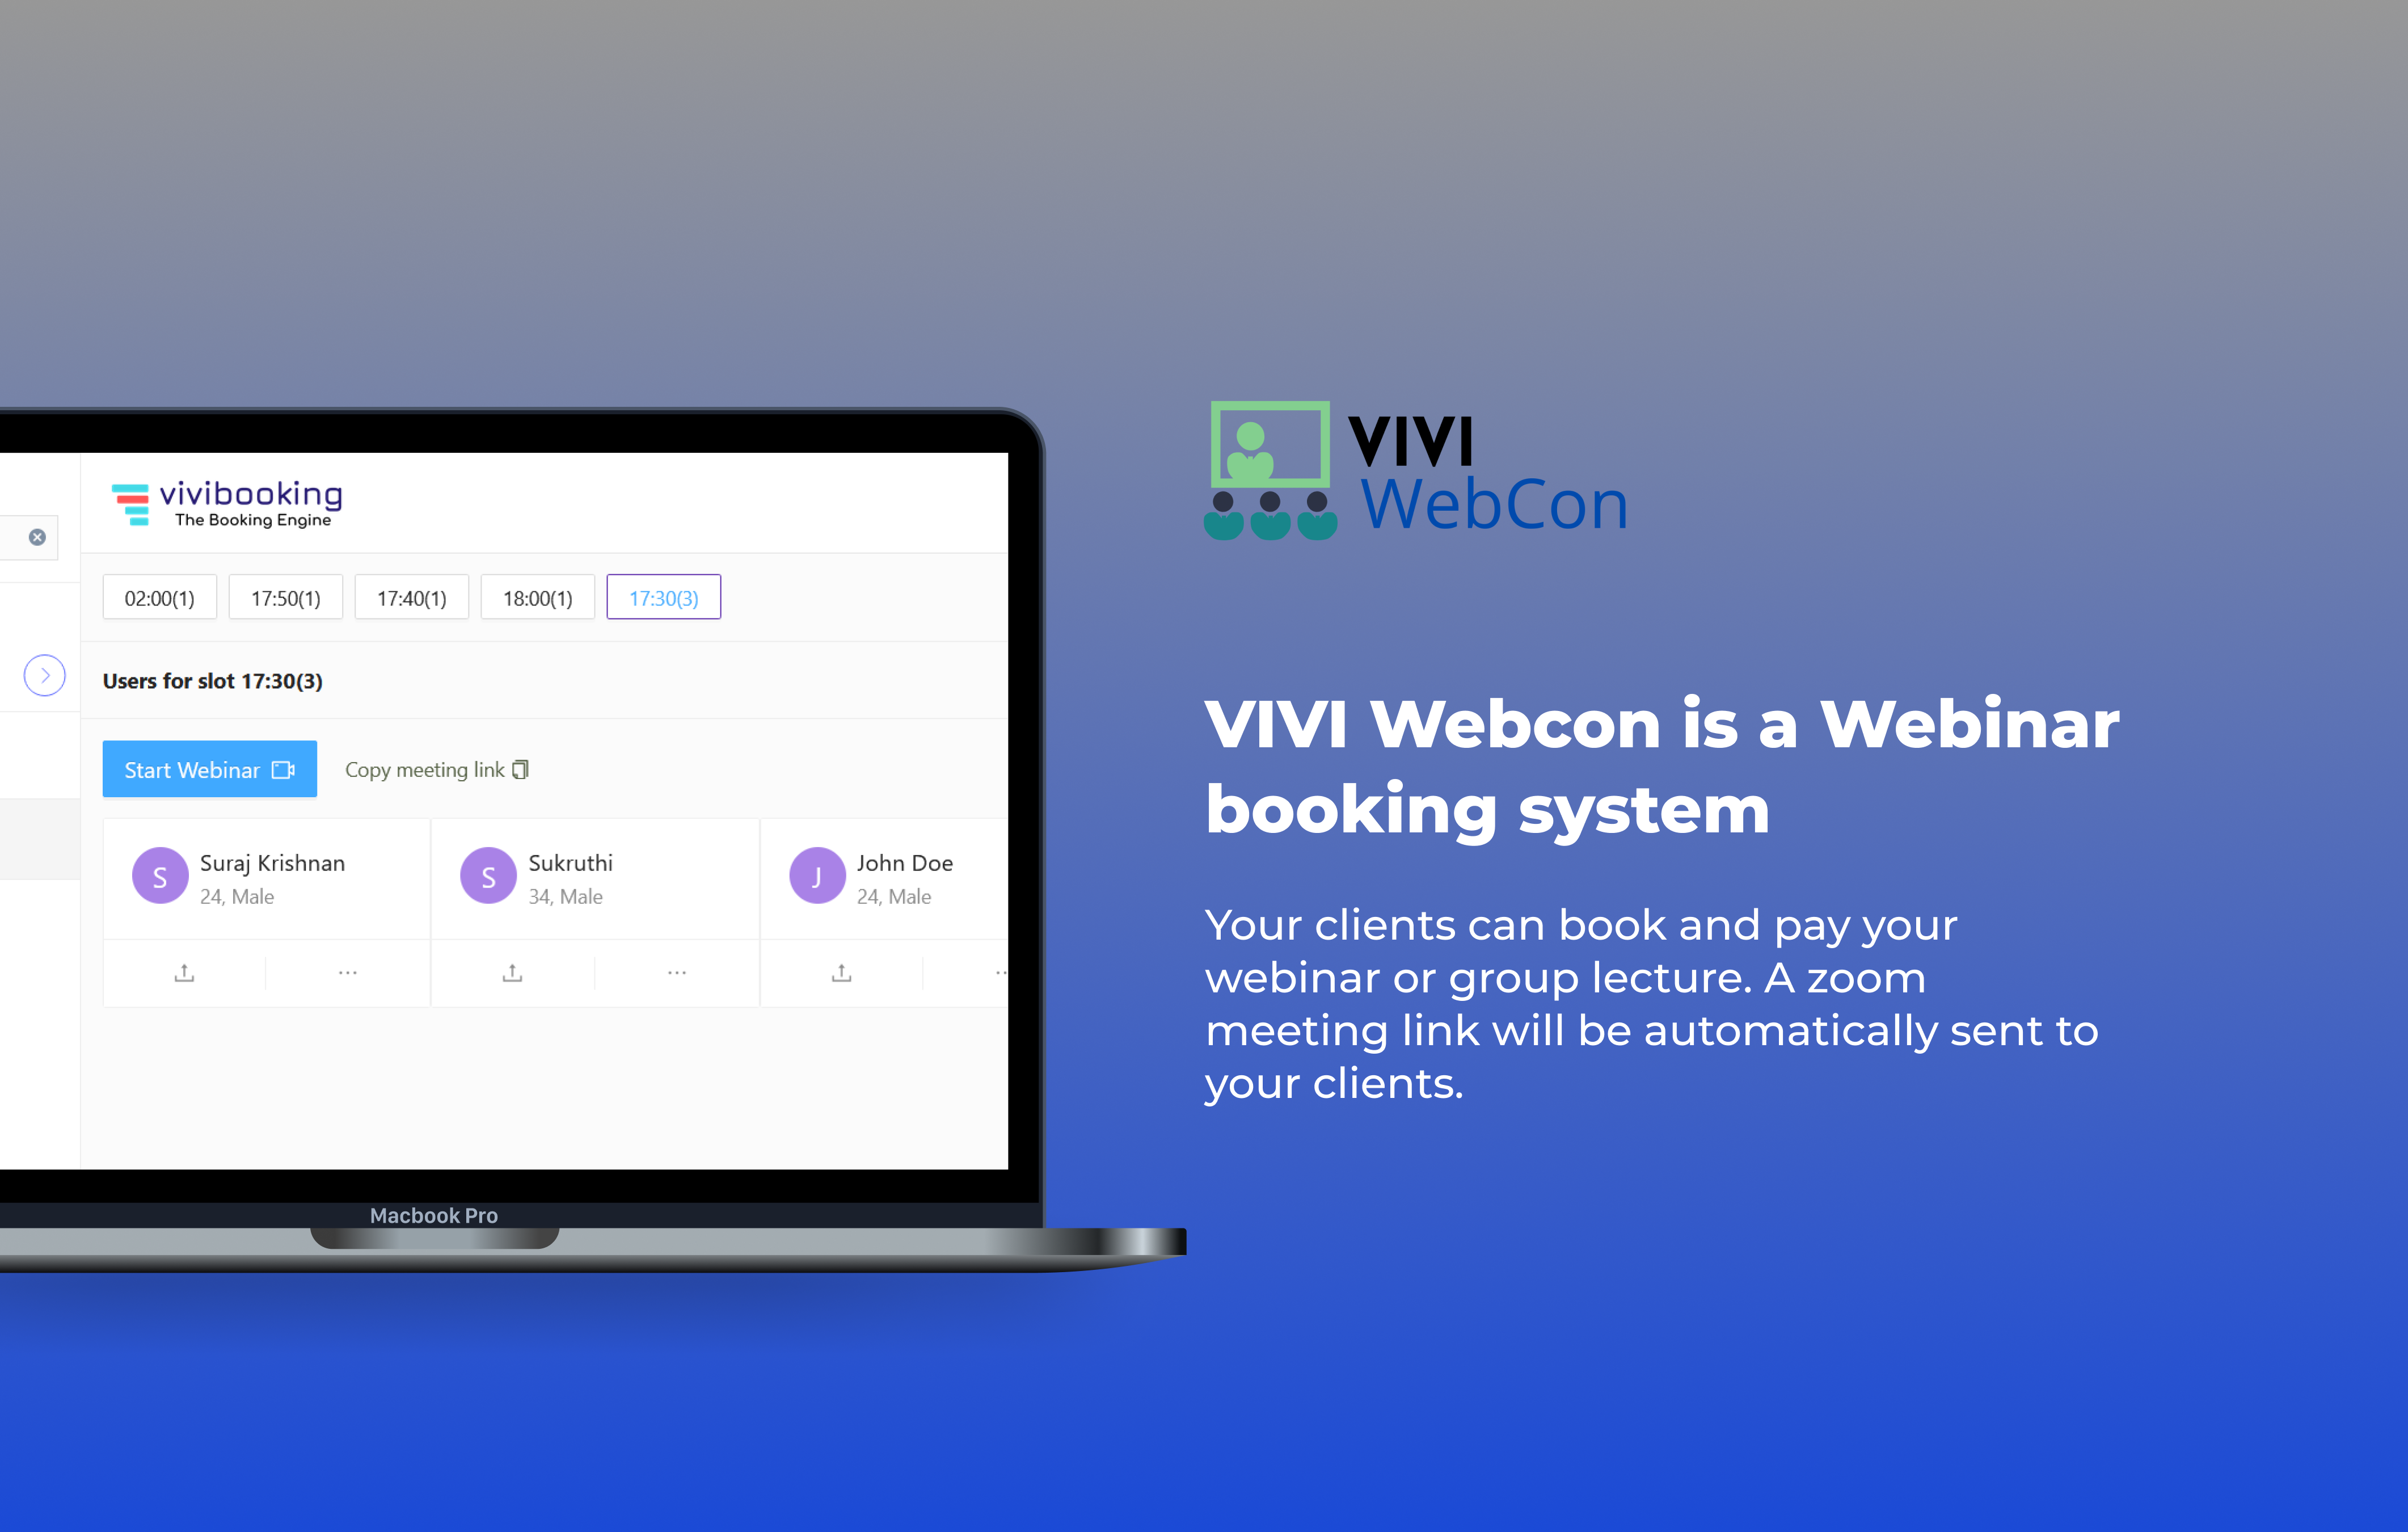 vivibooking
The Booking Engine
02:00(1) 17:50(1) 17:40(1) 18:00(1) 17:30(3)
Users for slot 17:30(3)
Start Webinar Copy meeting link
S Suraj Krishnan
24, Male
S Sukruthi
34, Male
J John Doe
24, Male
Macbook Pro
VIVI
WebCon
VIVI Webcon is a Webinar
booking system
Your clients can book and pay your
webinar or group lecture. A zoom
meeting link will be automatically sent to
your clients.